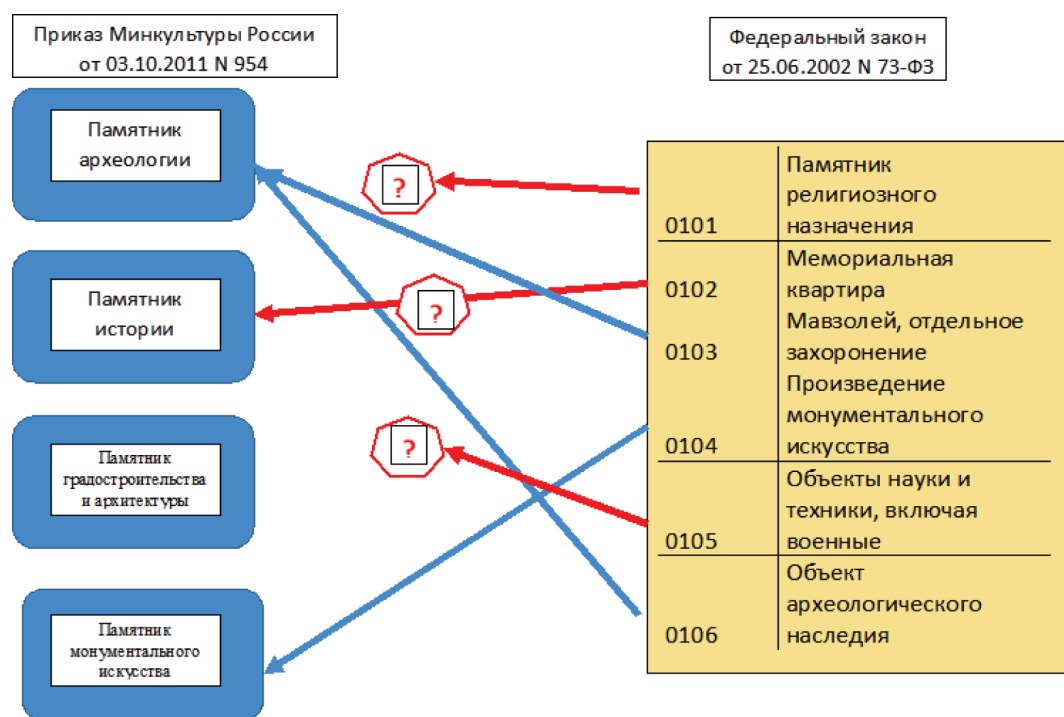 Приказ Минкультуры России
от 03.10.2011 N 954
Федеральный закон
от 25.06.2002 N 73-ФЗ
Памятник
археологии
Памятник
истории
Памятник
градостроительства
и архитектуры
Памятник
монументального
искусства
?
?
?
Памятник
религиозного
0101 назначения
Мемориальная
0102 квартира
Мавзолей, отдельное
0103 захоронение
Произведение
монументального
0104 искусства
Объекты науки и
техники, включая
0105 военные
Объект
археологического
0106 наследия